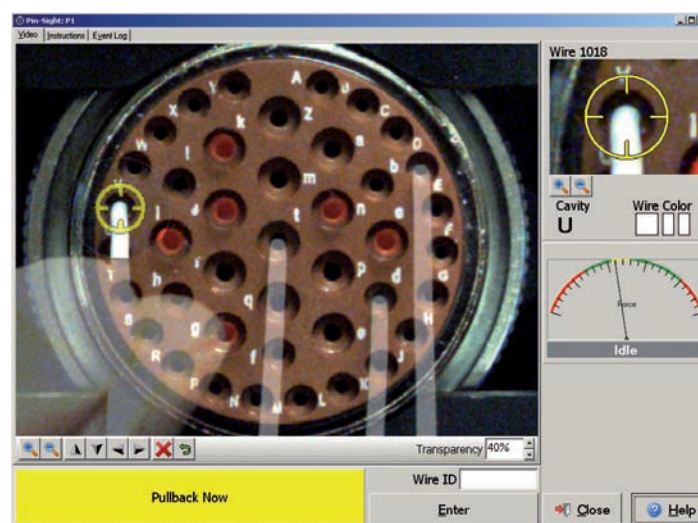 Pin-Sight: P1
Video Instructions Event Log
Wire 1018
Cavity Wire Color
U
Force
Idle
Y A
X C
k z
W l a b
m E
j n
t F
p
h d
q
g e H
f J
R K
P L
N M
Transparency 40%
Pullback Now
Wire ID
Enter
Close
Help